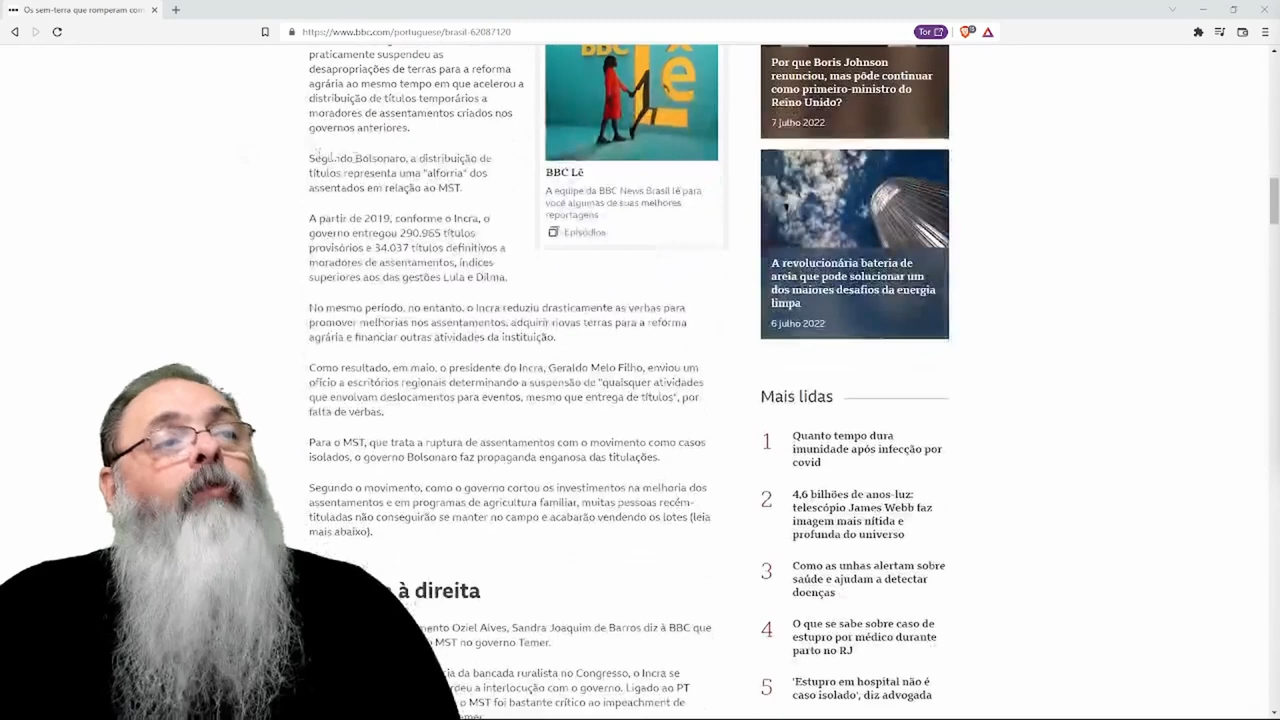 Os sem-terra que romperam com
https://www.bbc.com/portuguese/brasil-62087120
Tor
praticamente suspendeu as
desapropriações de terras para a reforma
agrária ao mesmo tempo em que acelerou a
distribuição de títulos temporários a
moradores de assentamentos criados nos
governos anteriores.
Segundo Bolsonaro, a distribuição de
títulos representa uma "alforria" dos
assentados em relação ao MST.
A partir de 2019, conforme o Incra, o
governo entregou 290.965 títulos
provisórios e 34.037 títulos definitivos a
moradores de assentamentos, índices
superiores aos das gestões Lula e Dilma.
No mesmo período, no entanto, o Incra reduziu drasticamente as verbas para
promover melhorias nos assentamentos, adquirir novas terras para a reforma
agrária e financiar outras atividades da instituição.
Como resultado, em maio, o presidente do Incra, Geraldo Melo Filho, enviou um
ofício a escritórios regionais determinando a suspensão de "quaisquer atividades
que envolvam deslocamentos para eventos, mesmo que entrega de títulos", por
falta de verbas.
Para o MST, que trata a ruptura de assentamentos com o movimento como casos
isolados, o governo Bolsonaro faz propaganda enganosa das titulações.
Segundo o movimento, como o governo cortou os investimentos na melhoria dos
assentamentos e em programas de agricultura familiar, muitas pessoas recém-
tituladas não conseguirão se manter no campo e acabarão vendendo os lotes (leia
mais abaixo).
à direita
Oziel Alves, Sandra Joaquim de Barros diz à BBC que
MST no governo Temer.
da bancada ruralista no Congresso, o Incra se
a interlocução com o governo. Ligado ao PT
o MST foi bastante crítico ao impeachment de
BBC
lê
BBC Lê
A equipe da BBC News Brasil lê para
você algumas de suas melhores
reportagens
Episódios
Por que Boris Johnson
renunciou, mas pôde continuar
como primeiro-ministro do
Reino Unido?
7 julho 2022
A revolucionária bateria de
areia que pode solucionar um
dos maiores desafios da energia
limpa
6 julho 2022
Mais lidas
1 Quanto tempo dura
imunidade após infecção por
covid
2 4,6 bilhões de anos-luz:
telescópio James Webb faz
imagem mais nítida e
profunda do universo
3 Como as unhas alertam sobre
saúde e ajudam a detectar
doenças
4 O que se sabe sobre caso de
estupro por médico durante
parto no RJ
5 'Estupro em hospital não é
caso isolado', diz advogada